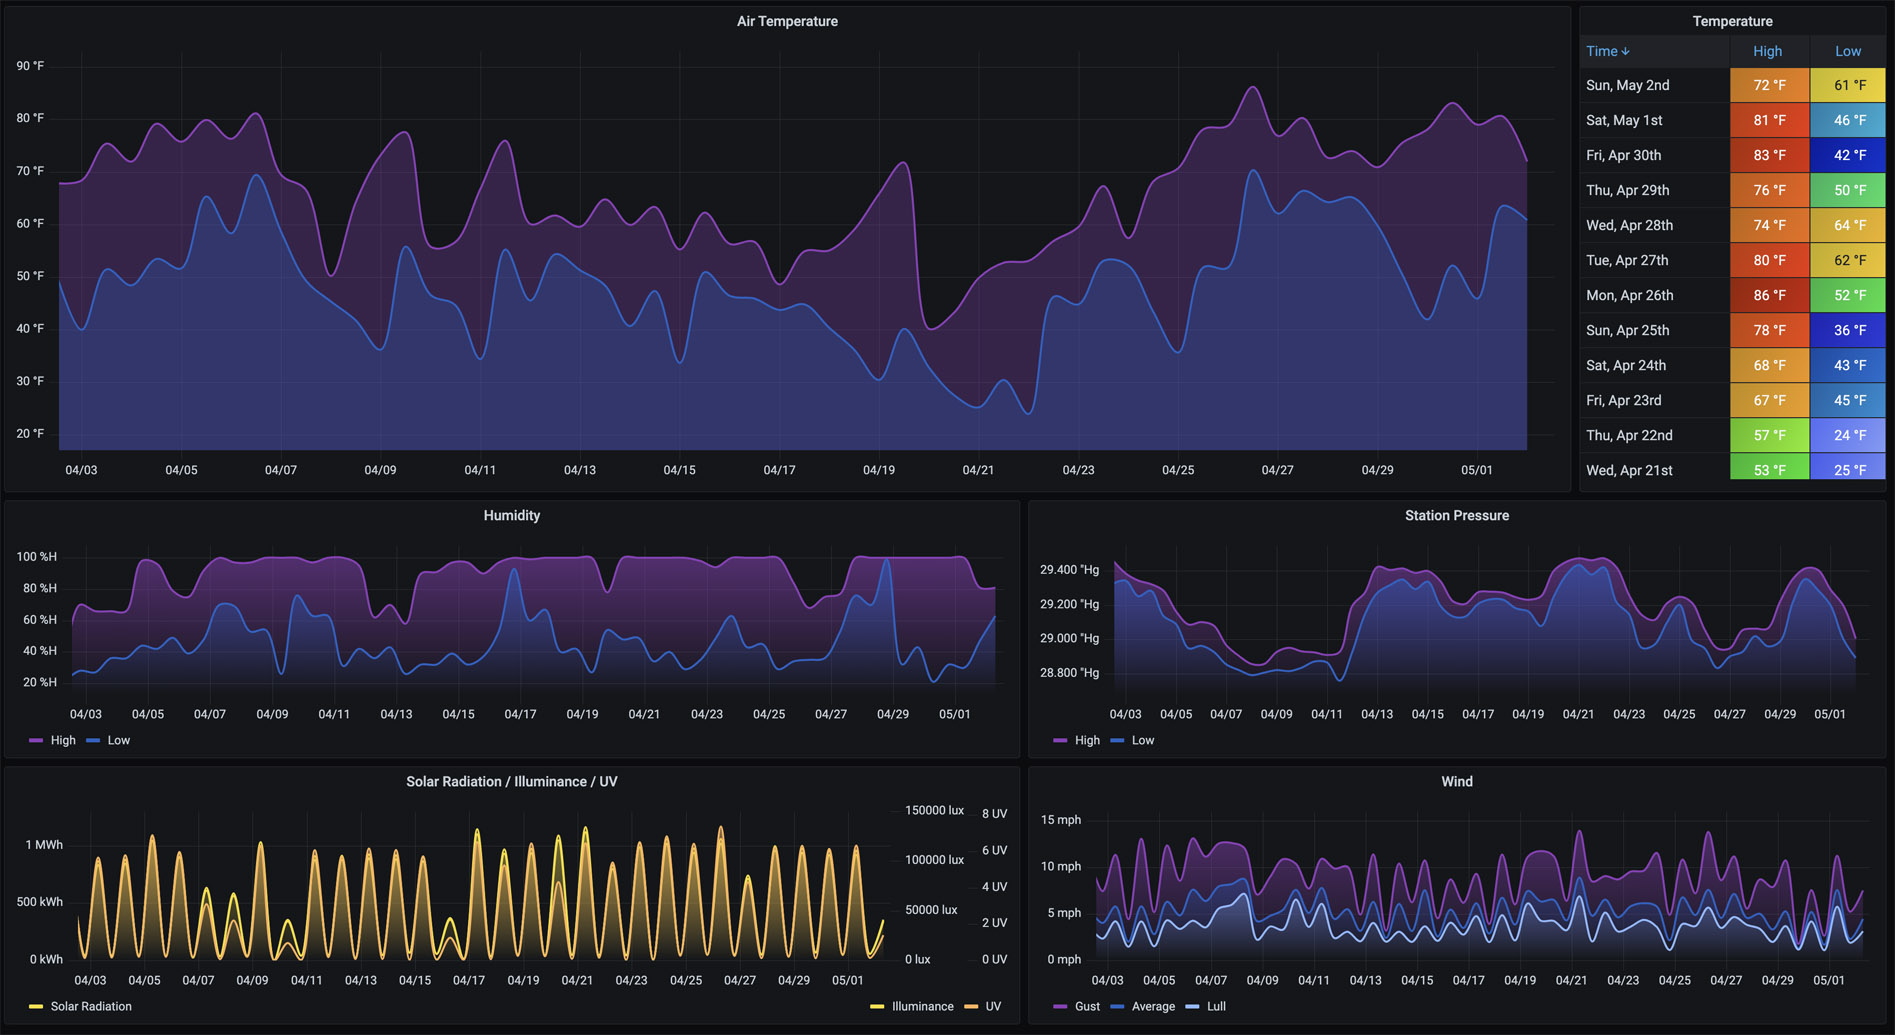 Air Temperature
90 °F
80 °F
70 °F
60 °F
50 °F
40 °F
30 °F
20 °F
04/03 04/05 04/07 04/09 04/11 04/13 04/15 04/17 04/19 04/21 04/23 04/25 04/27 04/29 05/01
Temperature
Time ↓ High Low
Sun, May 2nd 72 °F 61 °F
Sat, May 1st 81 °F 46 °F
Fri, Apr 30th 83 °F 42 °F
Thu, Apr 29th 76 °F 50 °F
Wed, Apr 28th 74 °F 64 °F
Tue, Apr 27th 80 °F 62 °F
Mon, Apr 26th 86 °F 52 °F
Sun, Apr 25th 78 °F 36 °F
Sat, Apr 24th 68 °F 43 °F
Fri, Apr 23rd 67 °F 45 °F
Thu, Apr 22nd 57 °F 24 °F
Wed, Apr 21st 53 °F 25 °F
Humidity
100 %H
80 %H
60 %H
40 %H
20 %H
04/03 04/05 04/07 04/09 04/11 04/13 04/15 04/17 04/19 04/21 04/23 04/25 04/27 04/29 05/01
High Low
Station Pressure
29.400 "Hg
29.200 "Hg
29.000 "Hg
28.800 "Hg
04/03 04/05 04/07 04/09 04/11 04/13 04/15 04/17 04/19 04/21 04/23 04/25 04/27 04/29 05/01
High Low
Solar Radiation / Illuminance / UV
1 MWh
500 kWh
0 kWh
150000 lux
100000 lux
50000 lux
0 lux
8 UV
6 UV
4 UV
2 UV
0 UV
04/03 04/05 04/07 04/09 04/11 04/13 04/15 04/17 04/19 04/21 04/23 04/25 04/27 04/29 05/01
Solar Radiation Illuminance UV
Wind
15 mph
10 mph
5 mph
0 mph
04/03 04/05 04/07 04/09 04/11 04/13 04/15 04/17 04/19 04/21 04/23 04/25 04/27 04/29 05/01
Gust Average Lull